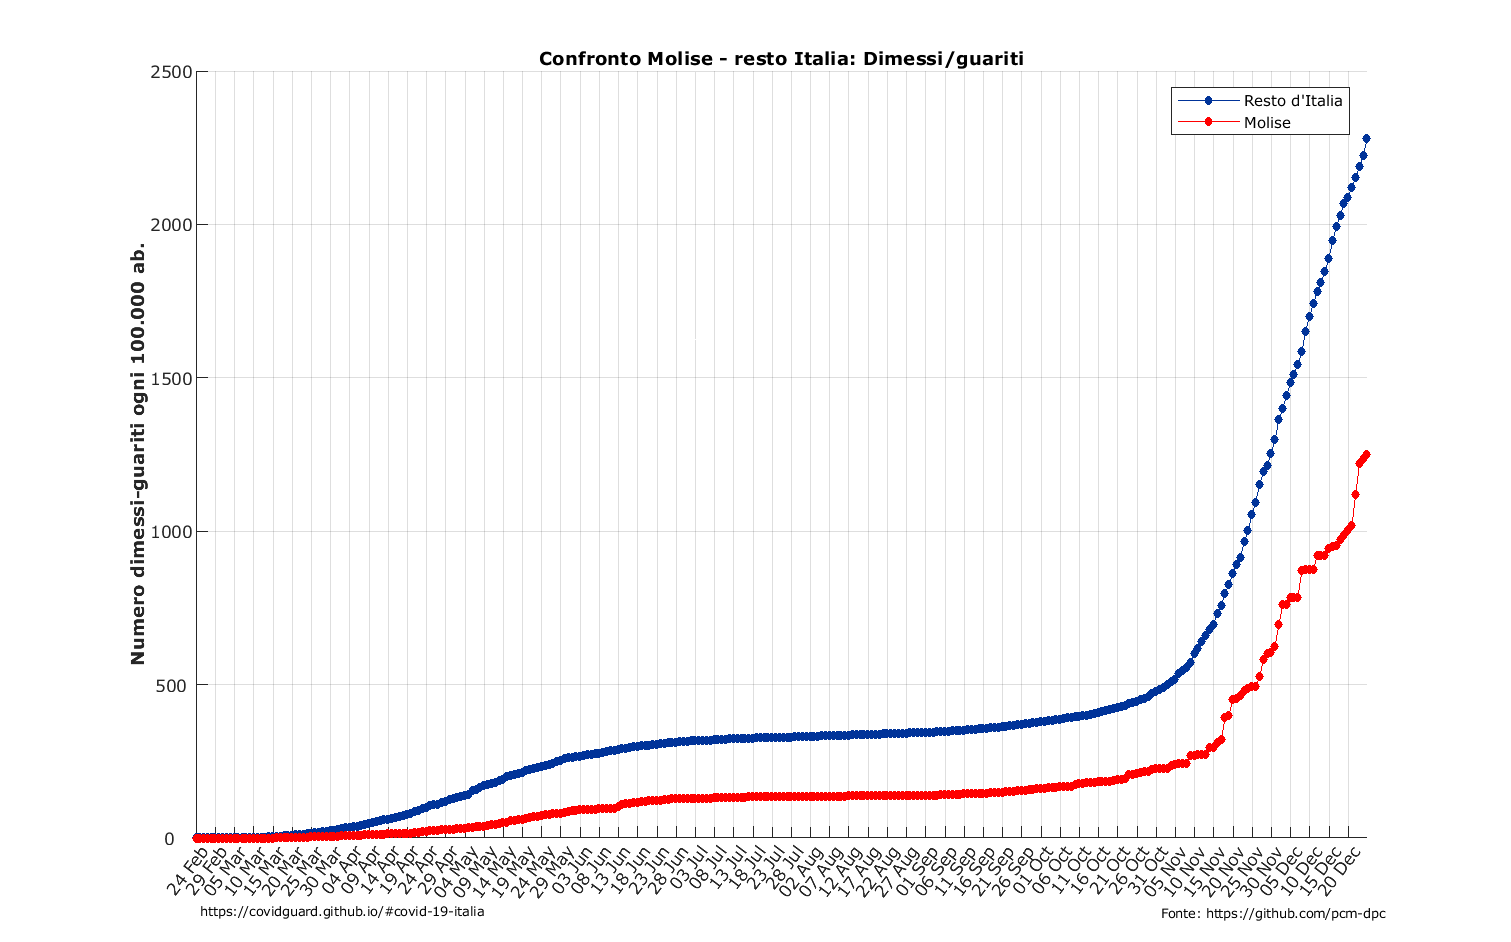 Confronto Molise - resto Italia: Dimessi/guariti
Resto d'Italia
Molise
Numero dimessi-guariti ogni 100.000 ab.
2500
2000
1500
1000
500
0
24 Feb
29 Feb
05 Mar
10 Mar
15 Mar
20 Mar
25 Mar
30 Mar
04 Apr
09 Apr
14 Apr
19 Apr
24 Apr
29 Apr
04 May
09 May
14 May
19 May
24 May
29 May
03 Jun
08 Jun
13 Jun
18 Jun
23 Jun
28 Jun
03 Jul
08 Jul
13 Jul
18 Jul
23 Jul
28 Jul
02 Aug
07 Aug
12 Aug
17 Aug
22 Aug
27 Aug
01 Sep
06 Sep
11 Sep
16 Sep
21 Sep
26 Sep
01 Oct
06 Oct
11 Oct
16 Oct
21 Oct
26 Oct
31 Oct
05 Nov
10 Nov
15 Nov
20 Nov
25 Nov
30 Nov
05 Dec
10 Dec
15 Dec
20 Dec
https://covidguard.github.io/#covid-19-italia
Fonte: https://github.com/pcm-dpc